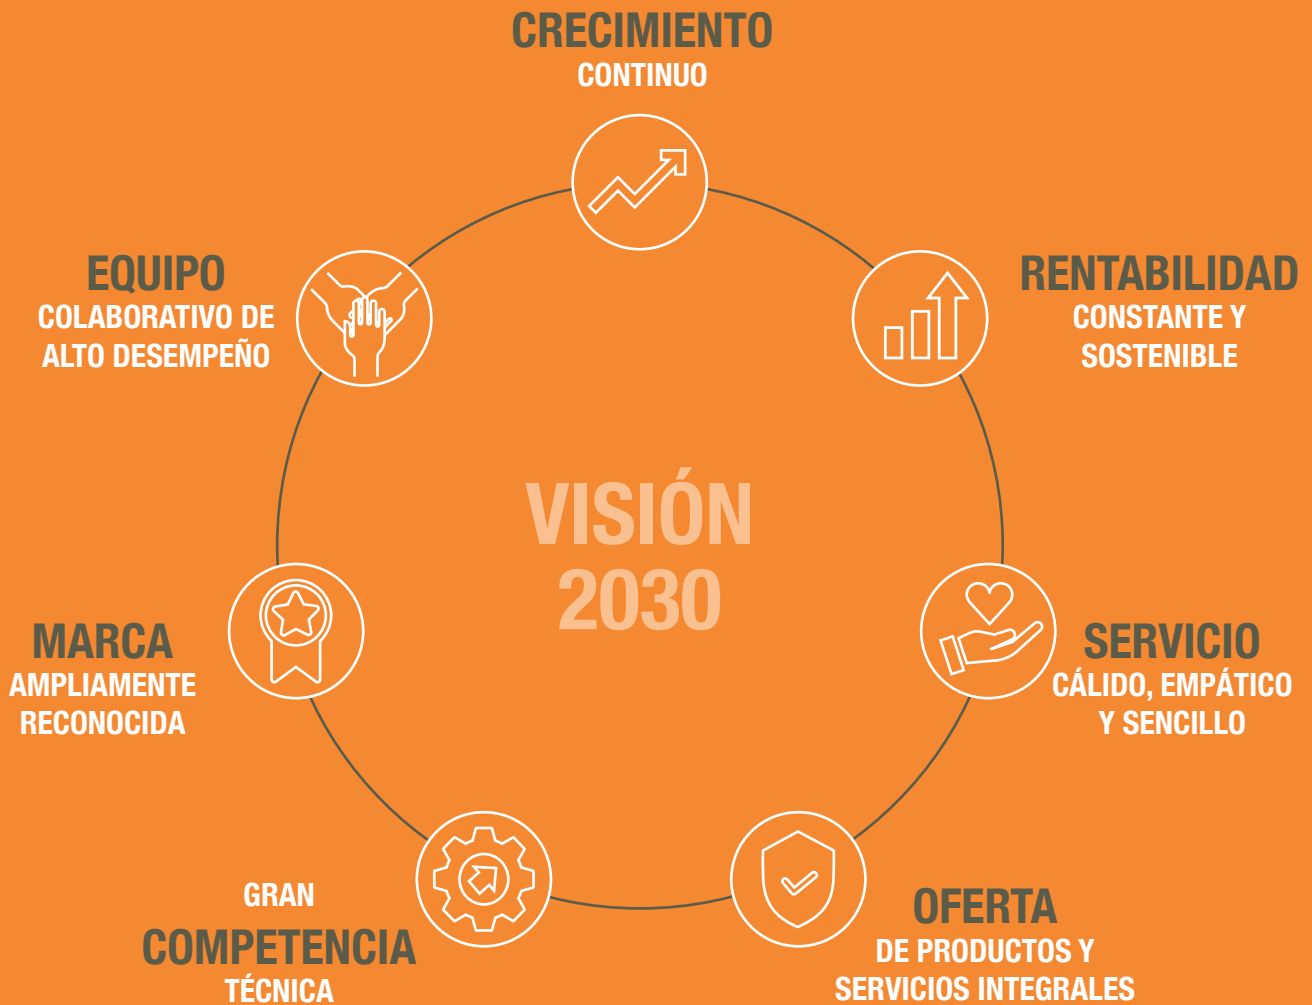 CRECIMIENTO
CONTINUO
RENTABILIDAD
CONSTANTE Y
SOSTENIBLE
SERVICIO
CÁLIDO, EMPÁTICO
Y SENCILLO
OFERTA
DE PRODUCTOS Y
SERVICIOS INTEGRALES
GRAN
COMPETENCIA
TÉCNICA
MARCA
AMPLIAMENTE
RECONOCIDA
EQUIPO
COLABORATIVO DE
ALTO DESEMPEÑO
VISIÓN
2030